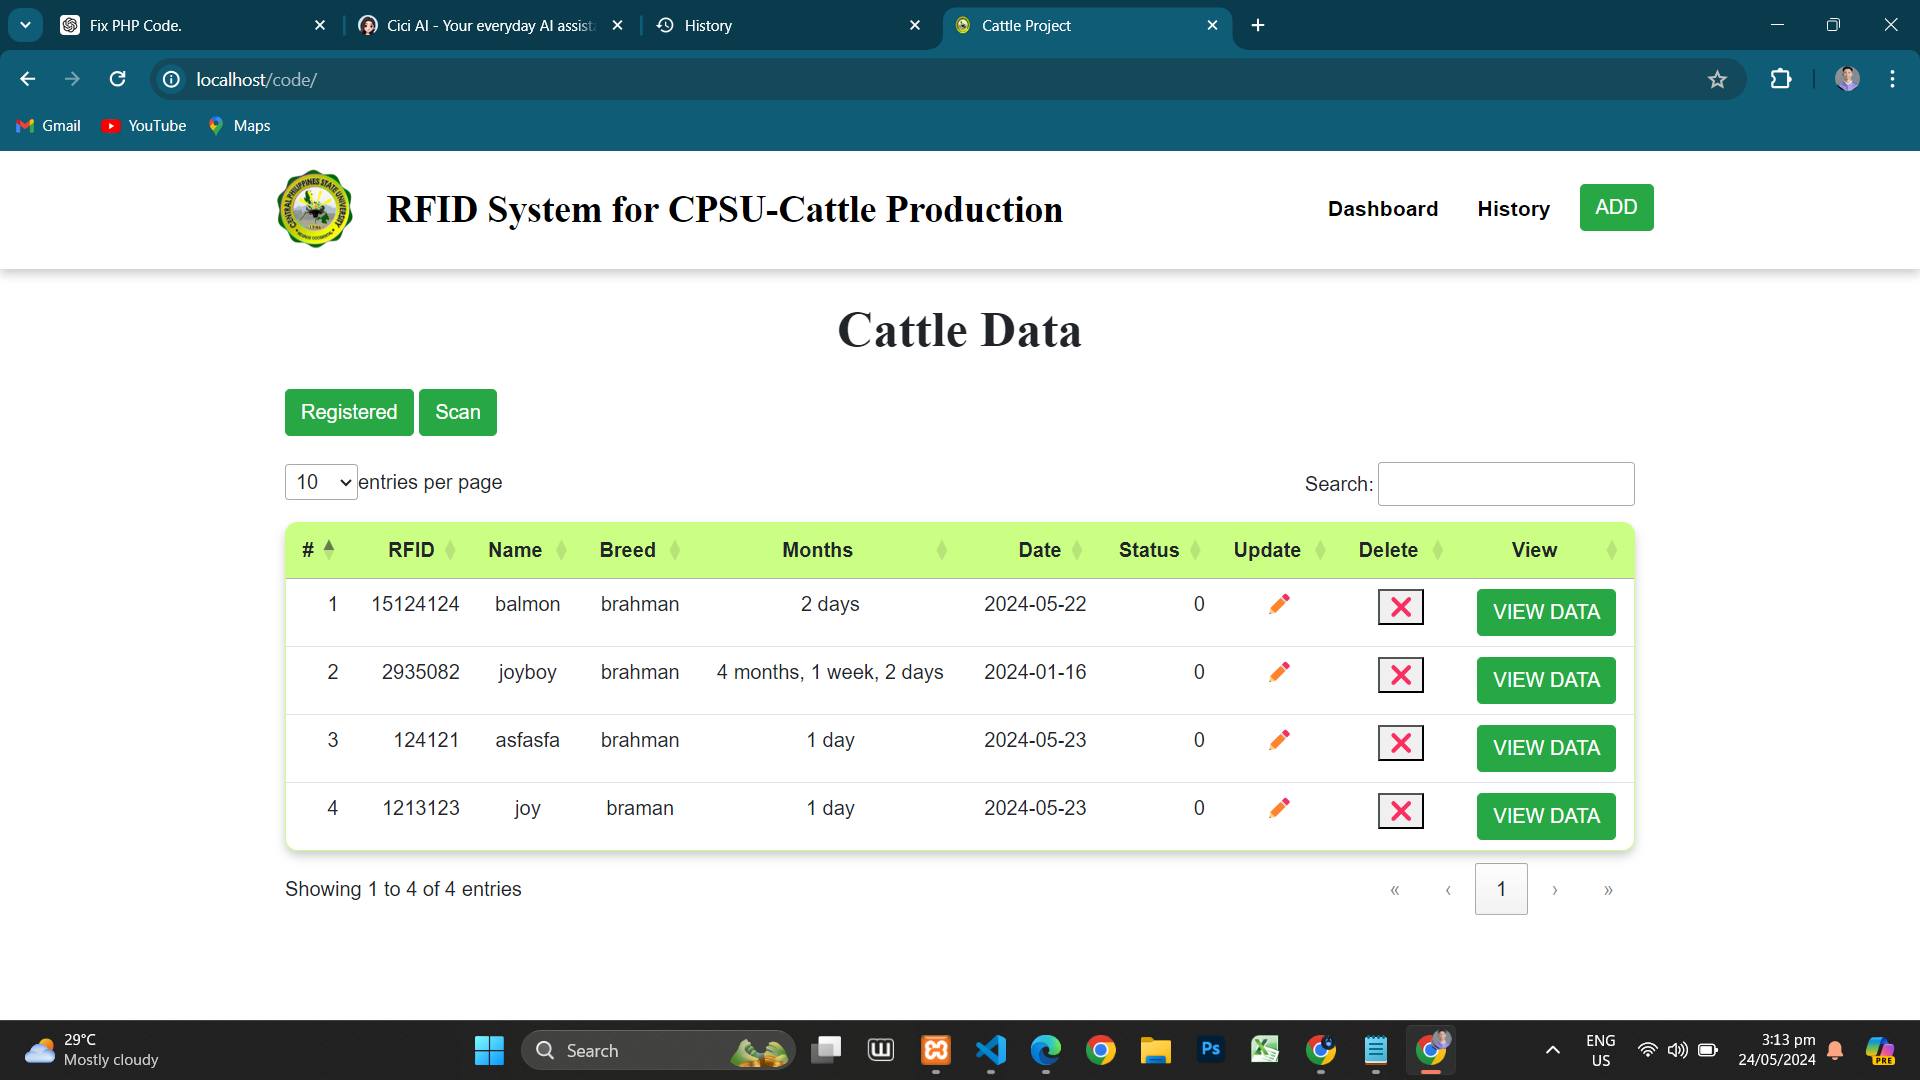 Fix PHP Code.
Cici AI - Your everyday AI assist
History
Cattle Project
localhost/code/
Gmail
YouTube
Maps
CENTRAL PHILIPPINES STATE UNIVERSITY
RFID System for CPSU-Cattle Production
Dashboard
History
ADD
Cattle Data
Registered
Scan
10 entries per page
Search:
# RFID Name Breed Months Date Status Update Delete View
1 15124124 balmon brahman 2 days 2024-05-22 0 VIEW DATA
2 2935082 joyboy brahman 4 months, 1 week, 2 days 2024-01-16 0 VIEW DATA
3 124121 asfasfa brahman 1 day 2024-05-23 0 VIEW DATA
4 1213123 joy braman 1 day 2024-05-23 0 VIEW DATA
Showing 1 to 4 of 4 entries
« ‹ 1 › »
29°C
Mostly cloudy
Search
Ps
ENG
US
3:13 pm
24/05/2024
PRE